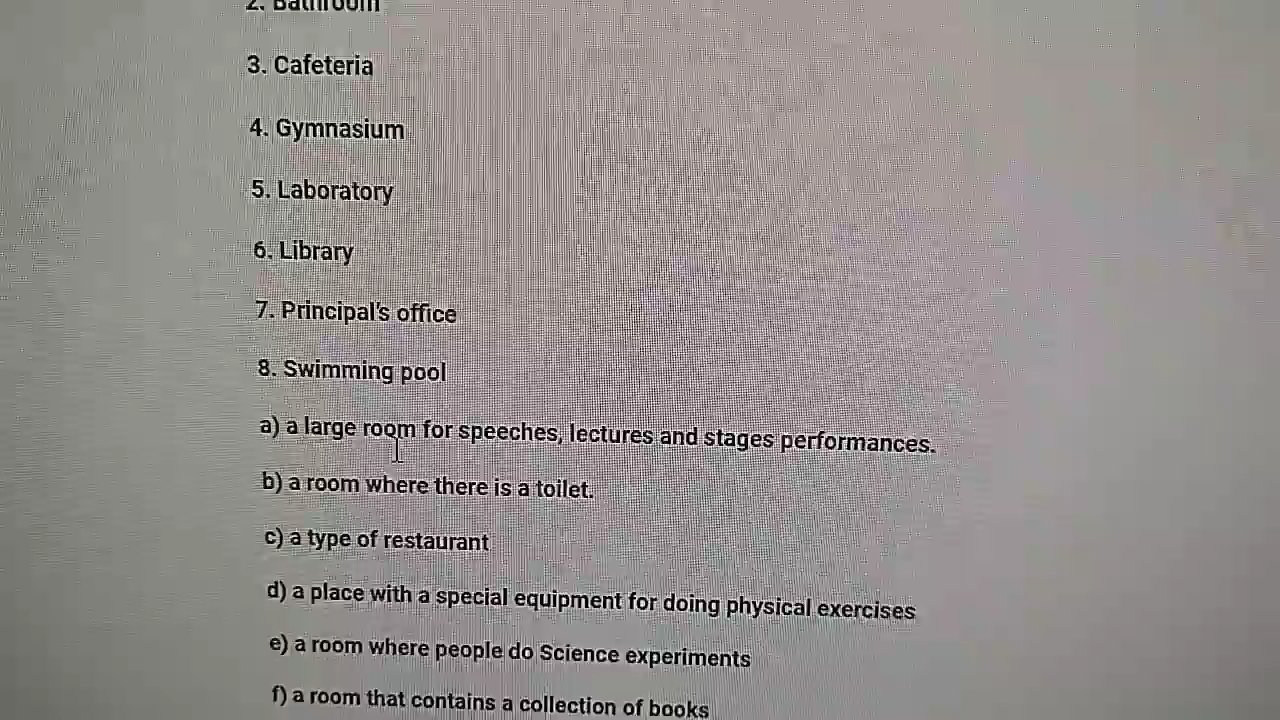 2. Bathroom
3. Cafeteria
4. Gymnasium
5. Laboratory
6. Library
7. Principal's office
8. Swimming pool
a) a large room for speeches, lectures and stages performances.
b) a room where there is a toilet.
c) a type of restaurant
d) a place with a special equipment for doing physical exercises
e) a room where people do Science experiments
f) a room that contains a collection of books